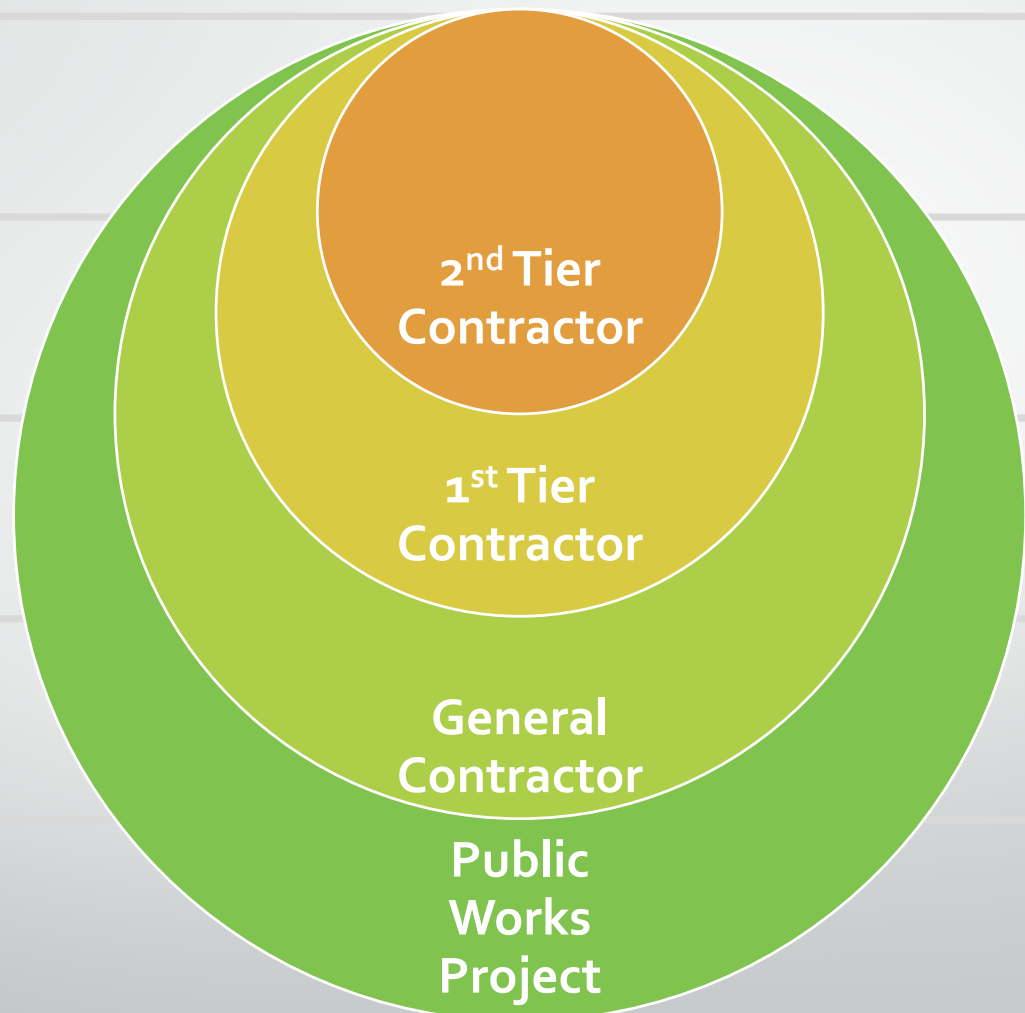 2nd Tier
Contractor
1st Tier
Contractor
General
Contractor
Public
Works
Project